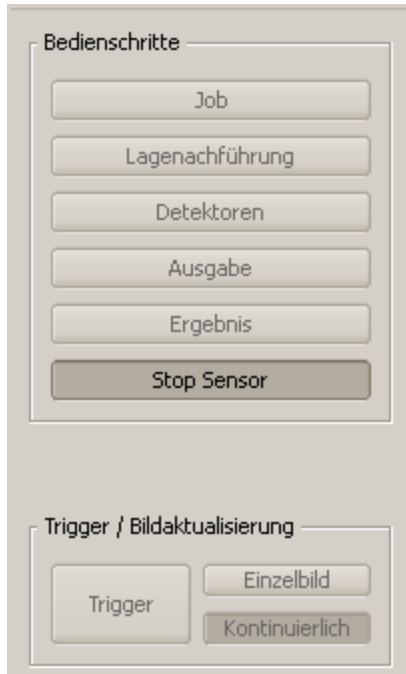 Bedienschritte
Job
Lagenachführung
Detektoren
Ausgabe
Ergebnis
Stop Sensor
Trigger / Bildaktualisierung
Trigger
Einzelbild
Kontinuierlich